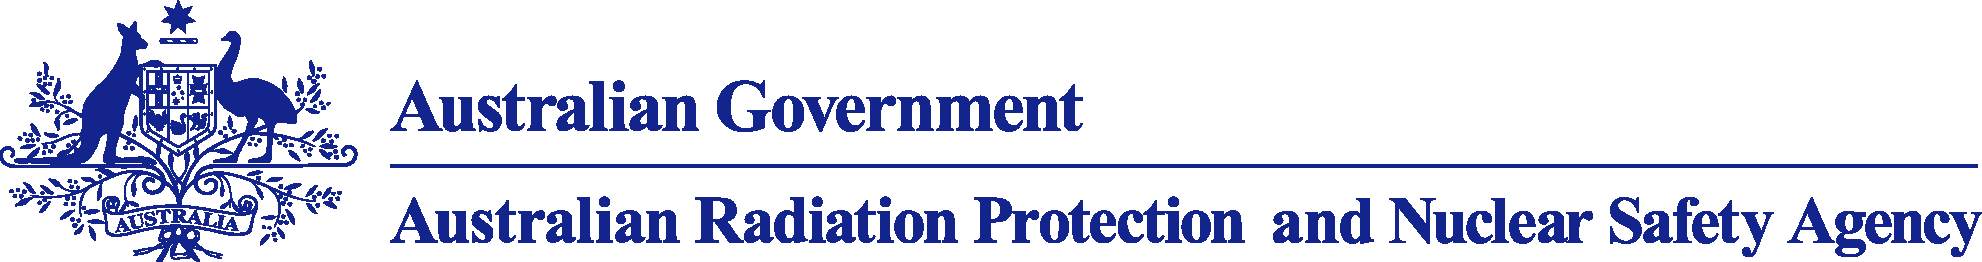 Australian Government
Australian Radiation Protection and Nuclear Safety Agency
AUSTRALIA